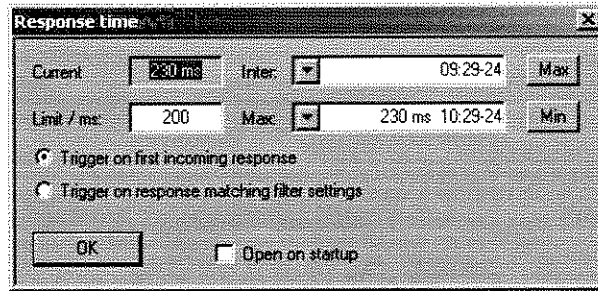 Response time
Current 230 ms Inter: 09:29-24 Max
Limit / ms: 200 Max: 230 ms 10:29-24 Min
Trigger on first incoming response
Trigger on response matching filter settings
OK Open on startup